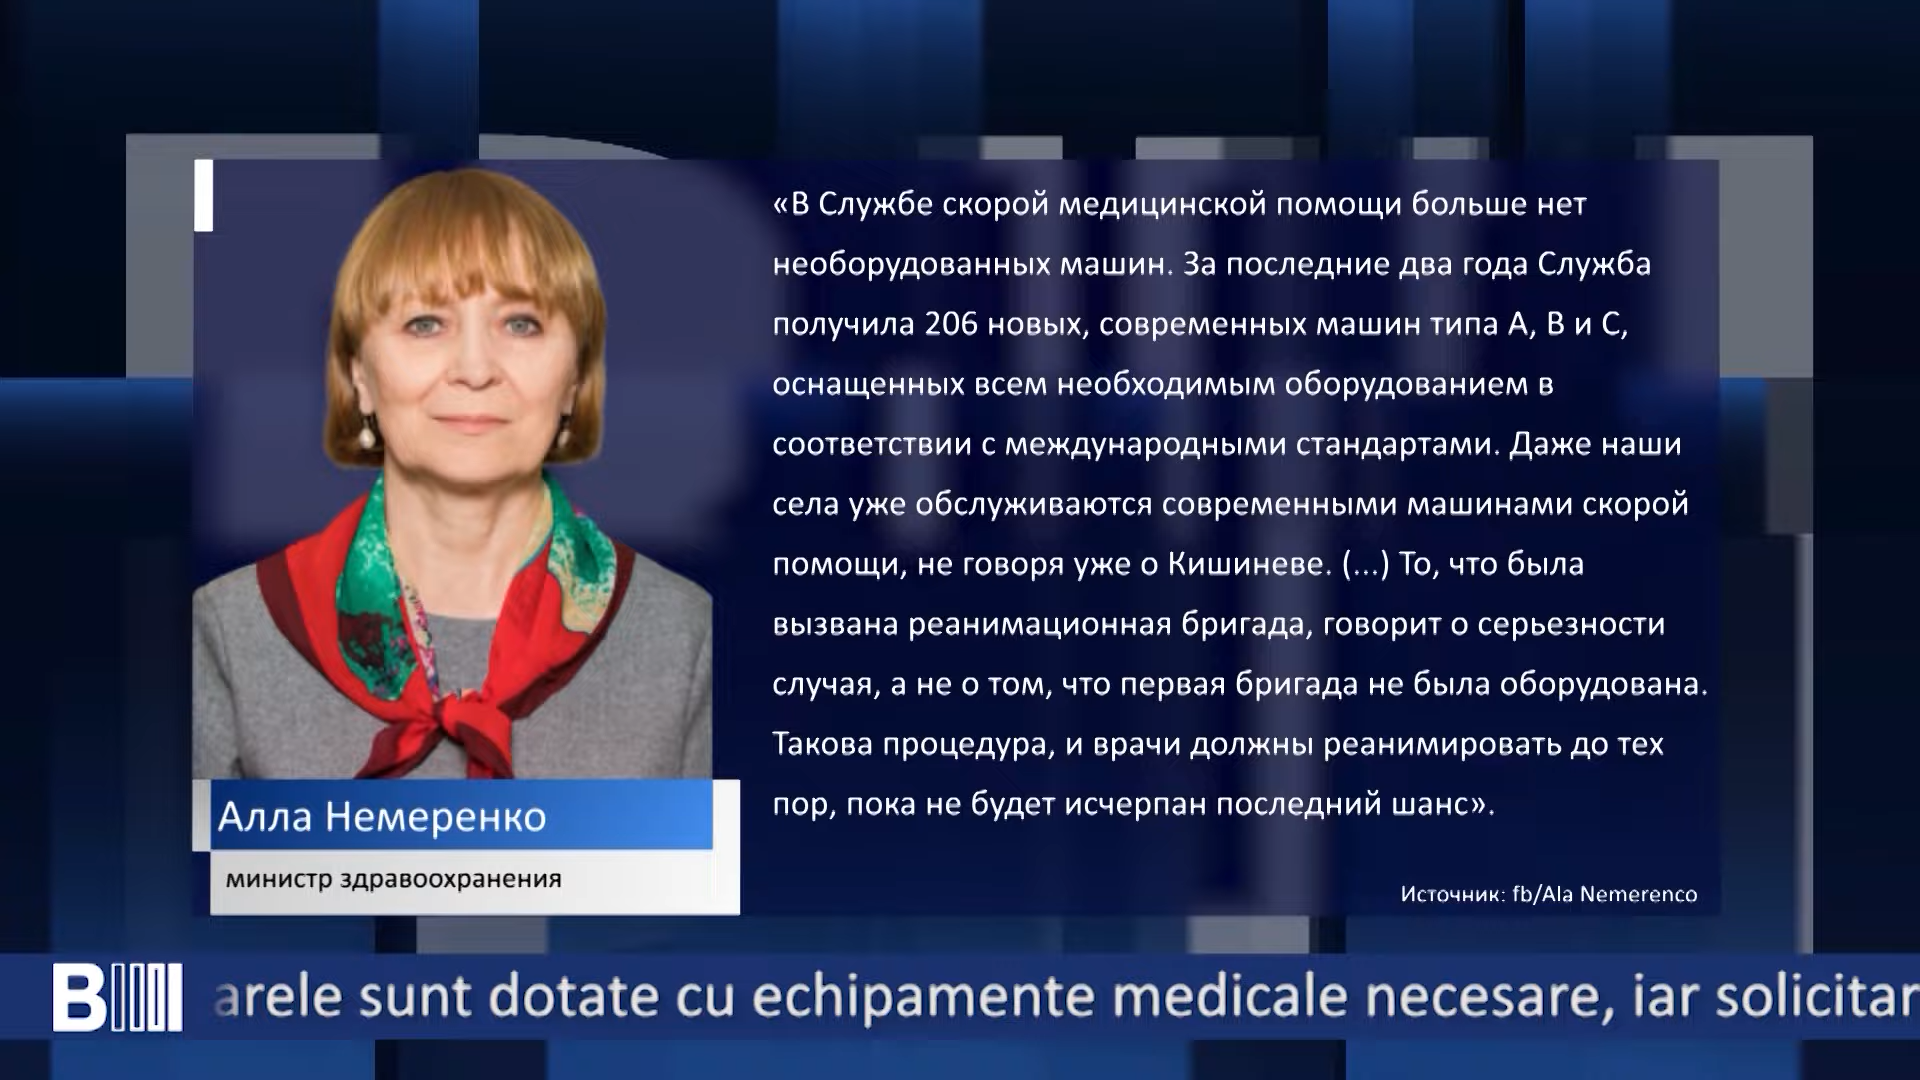 «В Службе скорой медицинской помощи больше нет
необорудованных машин. За последние два года Служба
получила 206 новых, современных машин типа А, В и С,
оснащенных всем необходимым оборудованием в
соответствии с международными стандартами. Даже наши
села уже обслуживаются современными машинами скорой
помощи, не говоря уже о Кишиневе. (...) То, что была
вызвана реанимационная бригада, говорит о серьезности
случая, а не о том, что первая бригада не была оборудована.
Такова процедура, и врачи должны реанимировать до тех
пор, пока не будет исчерпан последний шанс».
Алла Немеренко
министр здравоохранения
Источник: fb/Ala Nemerenco
B
arele sunt dotate cu echipamente medicale necesare, iar solicitar